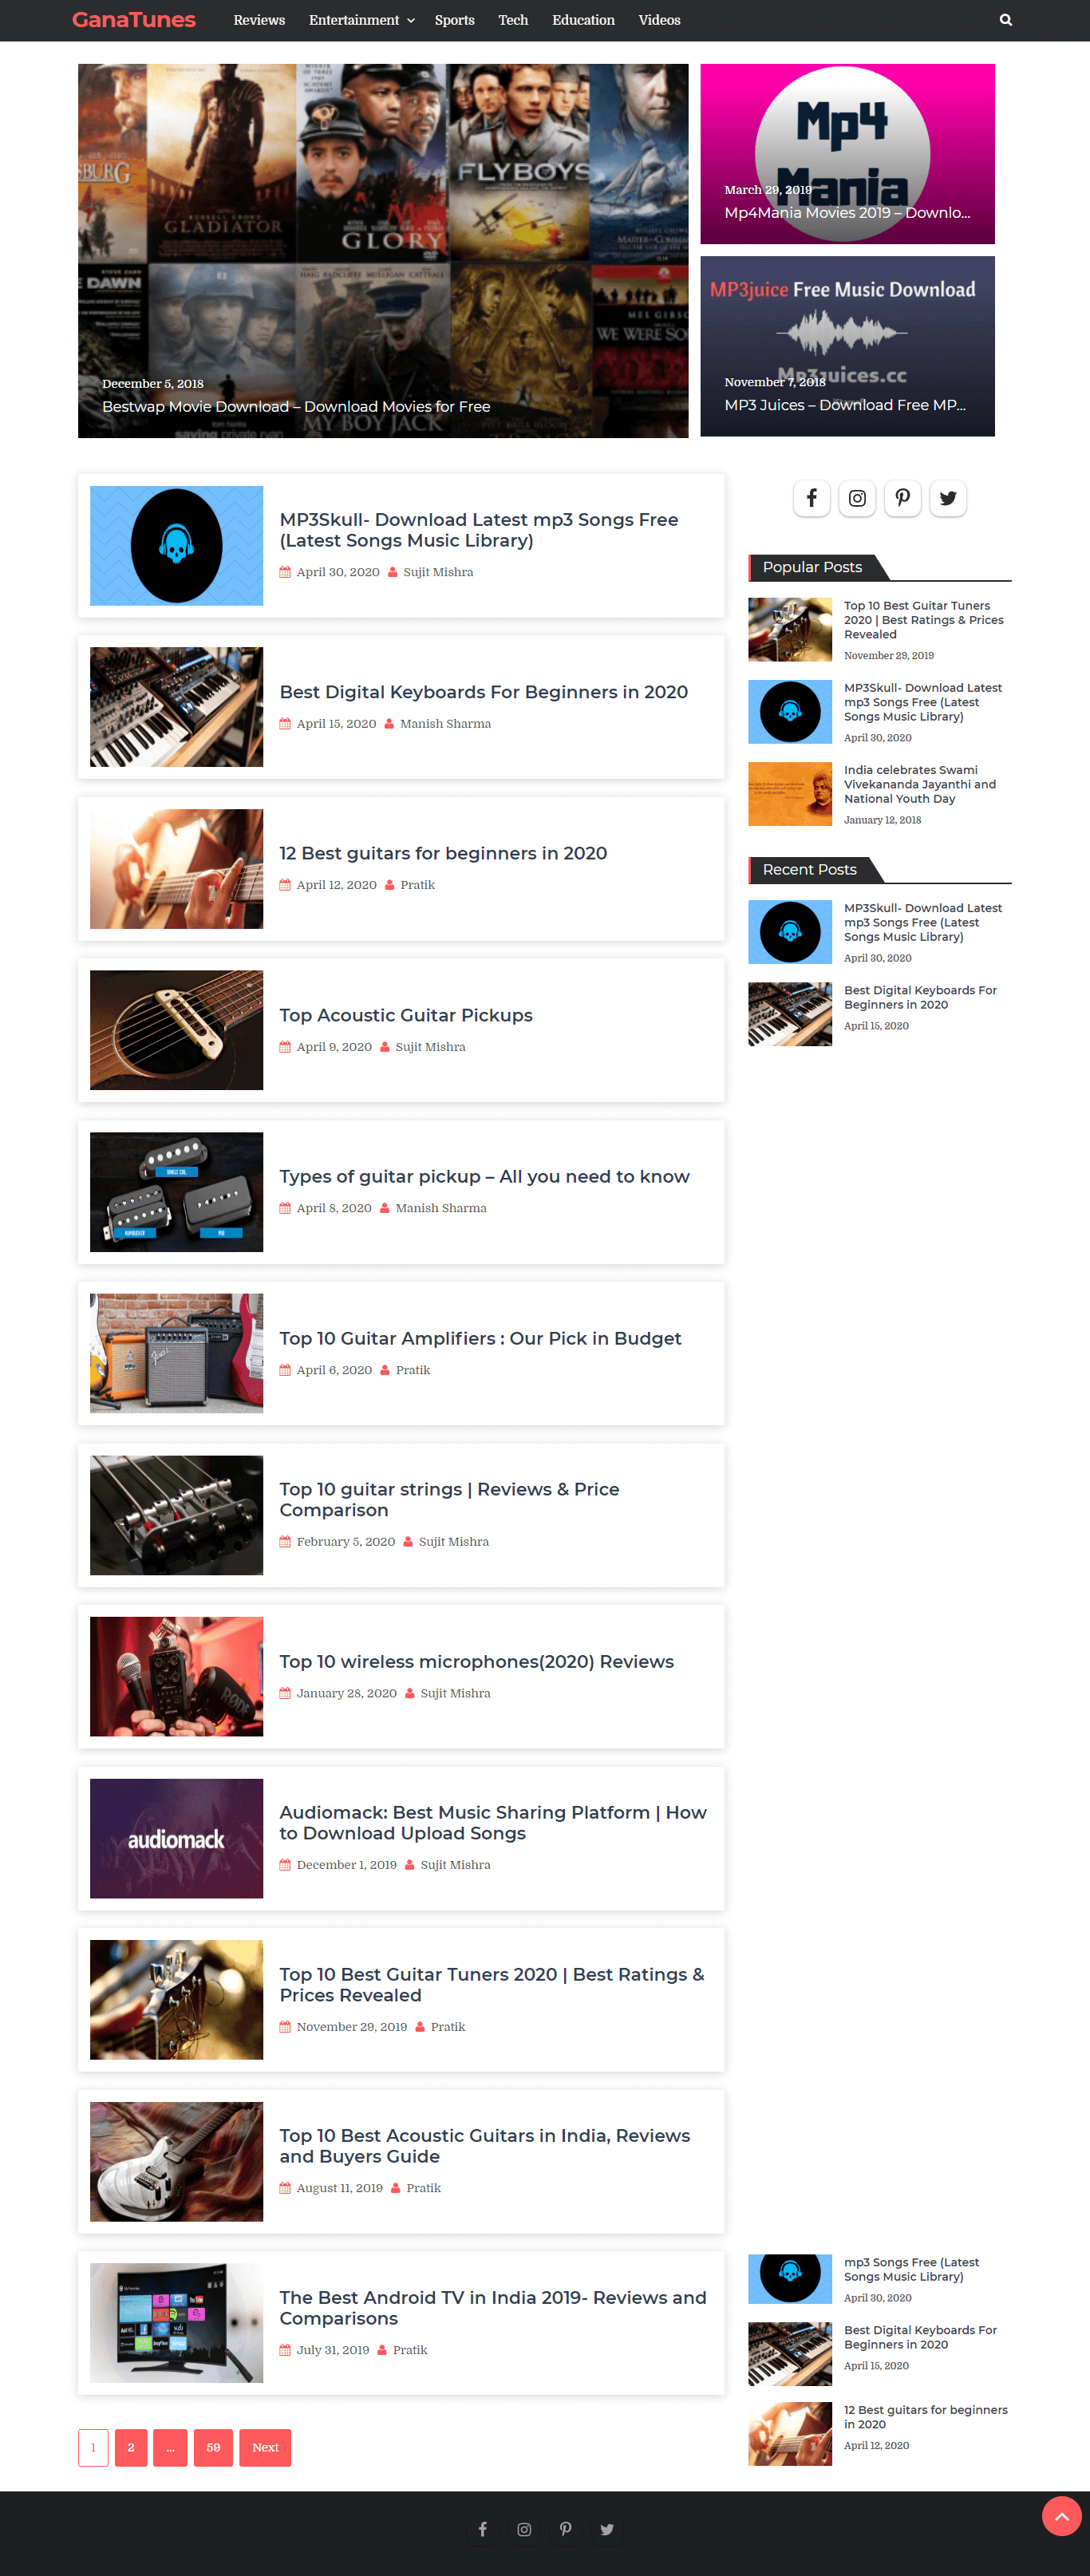 GanaTunes
Reviews
Entertainment
Sports
Tech
Education
Videos
SBURG
RUSSELL CROWE
GLADIATOR
GLORY
FLYBOYS
DAWN
MEL GIBSON
WE WERE SO
MY BOY JACK
saving private ryan
December 5, 2018
Bestwap Movie Download – Download Movies for Free
Mp4
Mania
March 29, 2019
Mp4Mania Movies 2019 – Downlo...
MP3juice Free Music Download
Mp3juices.cc
November 7, 2018
MP3 Juices – Download Free MP...
MP3Skull- Download Latest mp3 Songs Free
(Latest Songs Music Library)
April 30, 2020 Sujit Mishra
Best Digital Keyboards For Beginners in 2020
April 15, 2020 Manish Sharma
12 Best guitars for beginners in 2020
April 12, 2020 Pratik
Top Acoustic Guitar Pickups
April 9, 2020 Sujit Mishra
SINGLE COIL
HUMBUCKER
P90
Types of guitar pickup – All you need to know
April 8, 2020 Manish Sharma
Fender
Top 10 Guitar Amplifiers : Our Pick in Budget
April 6, 2020 Pratik
Top 10 guitar strings | Reviews & Price
Comparison
February 5, 2020 Sujit Mishra
RØDE
Top 10 wireless microphones(2020) Reviews
January 28, 2020 Sujit Mishra
audiomack
Audiomack: Best Music Sharing Platform | How
to Download Upload Songs
December 1, 2019 Sujit Mishra
Top 10 Best Guitar Tuners 2020 | Best Ratings &
Prices Revealed
November 29, 2019 Pratik
Top 10 Best Acoustic Guitars in India, Reviews
and Buyers Guide
August 11, 2019 Pratik
The Best Android TV in India 2019- Reviews and
Comparisons
July 31, 2019 Pratik
1
2
...
59
Next
Popular Posts
Top 10 Best Guitar Tuners
2020 | Best Ratings & Prices
Revealed
November 29, 2019
MP3Skull- Download Latest
mp3 Songs Free (Latest
Songs Music Library)
April 30, 2020
India celebrates Swami
Vivekananda Jayanthi and
National Youth Day
January 12, 2018
Recent Posts
MP3Skull- Download Latest
mp3 Songs Free (Latest
Songs Music Library)
April 30, 2020
Best Digital Keyboards For
Beginners in 2020
April 15, 2020
mp3 Songs Free (Latest
Songs Music Library)
April 30, 2020
Best Digital Keyboards For
Beginners in 2020
April 15, 2020
12 Best guitars for beginners
in 2020
April 12, 2020